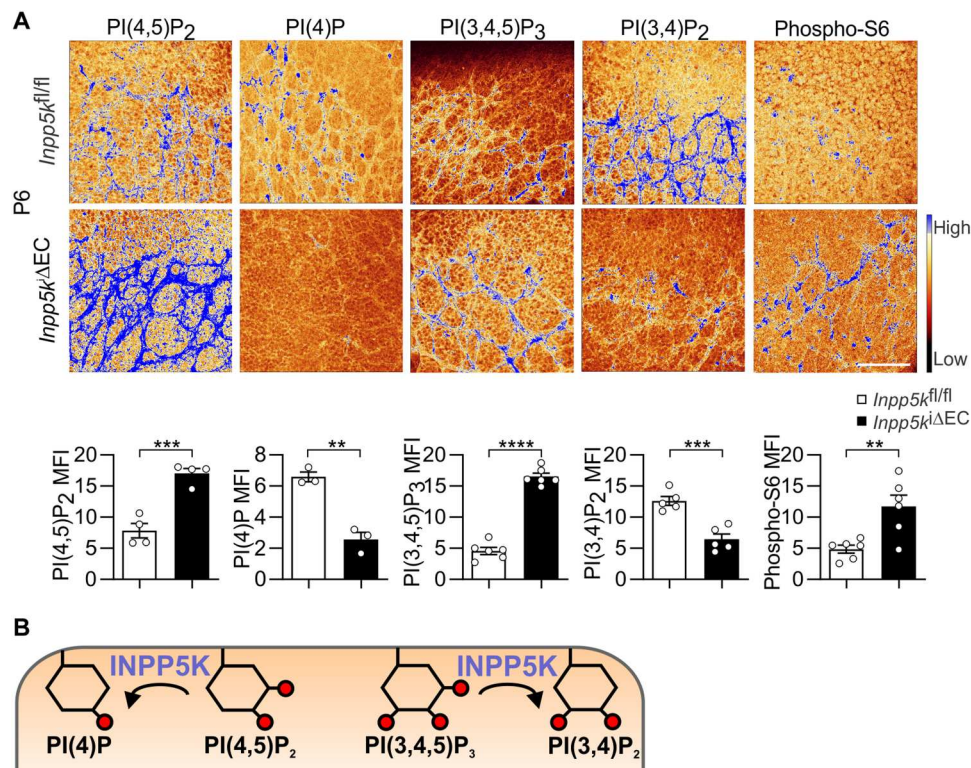 A
PI(4,5)P₂ PI(4)P PI(3,4,5)P₃ PI(3,4)P₂ Phospho-S6
P6
Inpp5kfl/fl
Inpp5kiΔEC
High
Low
Inpp5kfl/fl
Inpp5kiΔEC
PI(4,5)P₂ MFI
20
15
10
5
0
***
PI(4)P MFI
8
6
4
2
0
**
PI(3,4,5)P₃ MFI
20
15
10
5
0
****
PI(3,4)P₂ MFI
20
15
10
5
0
***
Phospho-S6 MFI
20
15
10
5
0
**
B
INPP5K INPP5K
PI(4)P PI(4,5)P₂ PI(3,4,5)P₃ PI(3,4)P₂